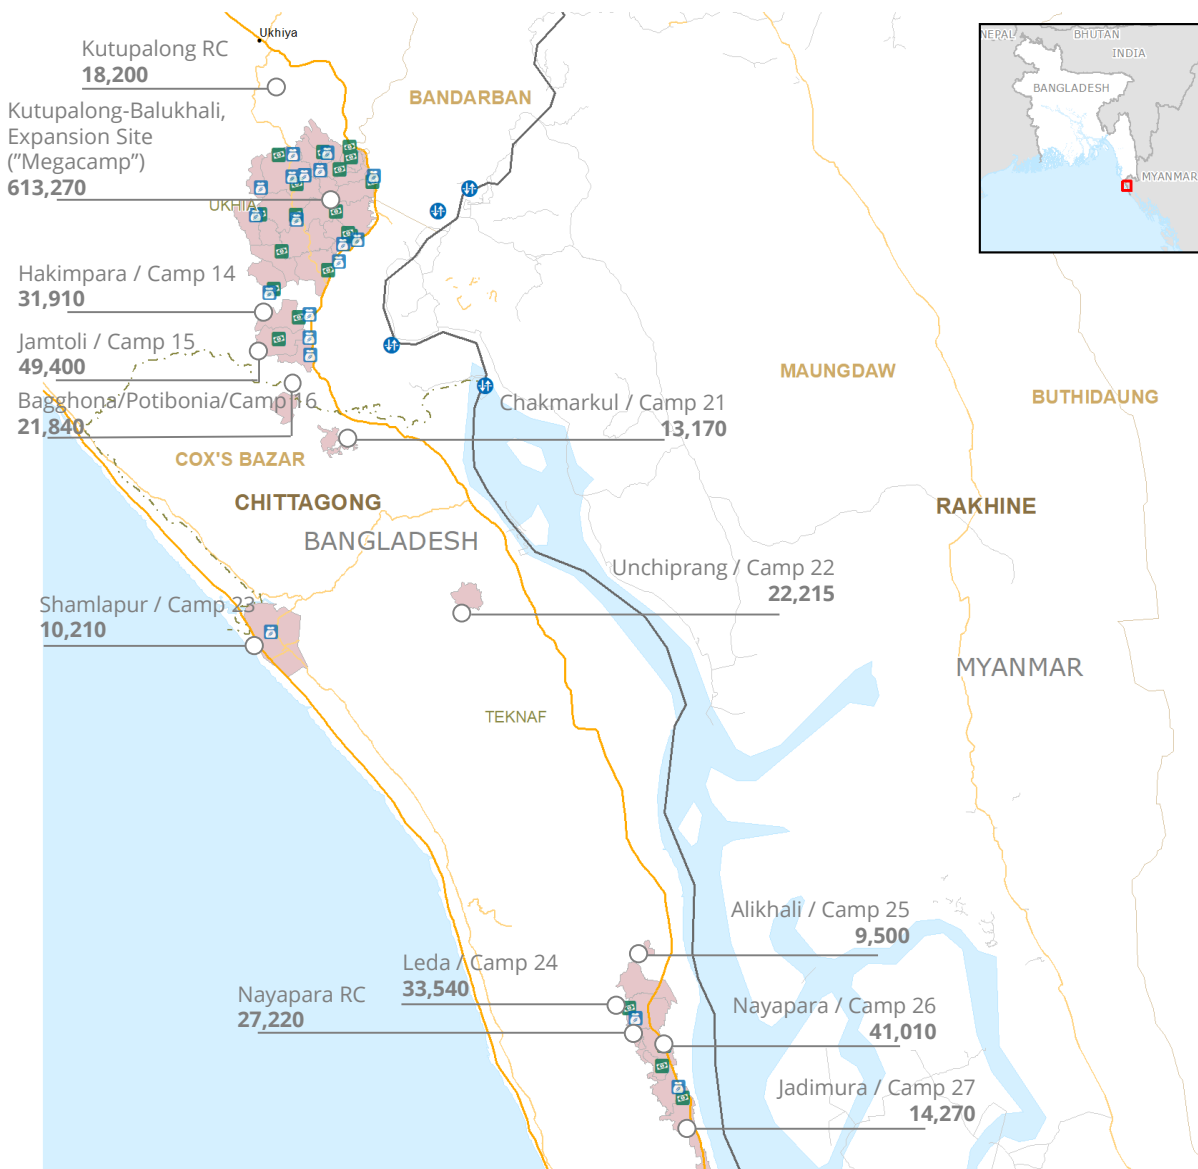 Ukhiya
Kutupalong RC
18,200
BANDARBAN
Kutupalong-Balukhali,
Expansion Site
("Megacamp")
613,270
UKHIA
NEPAL
BHUTAN
INDIA
BANGLADESH
MYANMAR
Hakimpara / Camp 14
31,910
Jamtoli / Camp 15
49,400
Bagghona/Potibonia/Camp 16
21,840
Chakmarkul / Camp 21
13,170
MAUNGDAW
BUTHIDAUNG
COX'S BAZAR
CHITTAGONG
BANGLADESH
RAKHINE
Unchiprang / Camp 22
22,215
Shamlapur / Camp 23
10,210
MYANMAR
TEKNAF
Alikhali / Camp 25
9,500
Leda / Camp 24
33,540
Nayapara RC
27,220
Nayapara / Camp 26
41,010
Jadimura / Camp 27
14,270